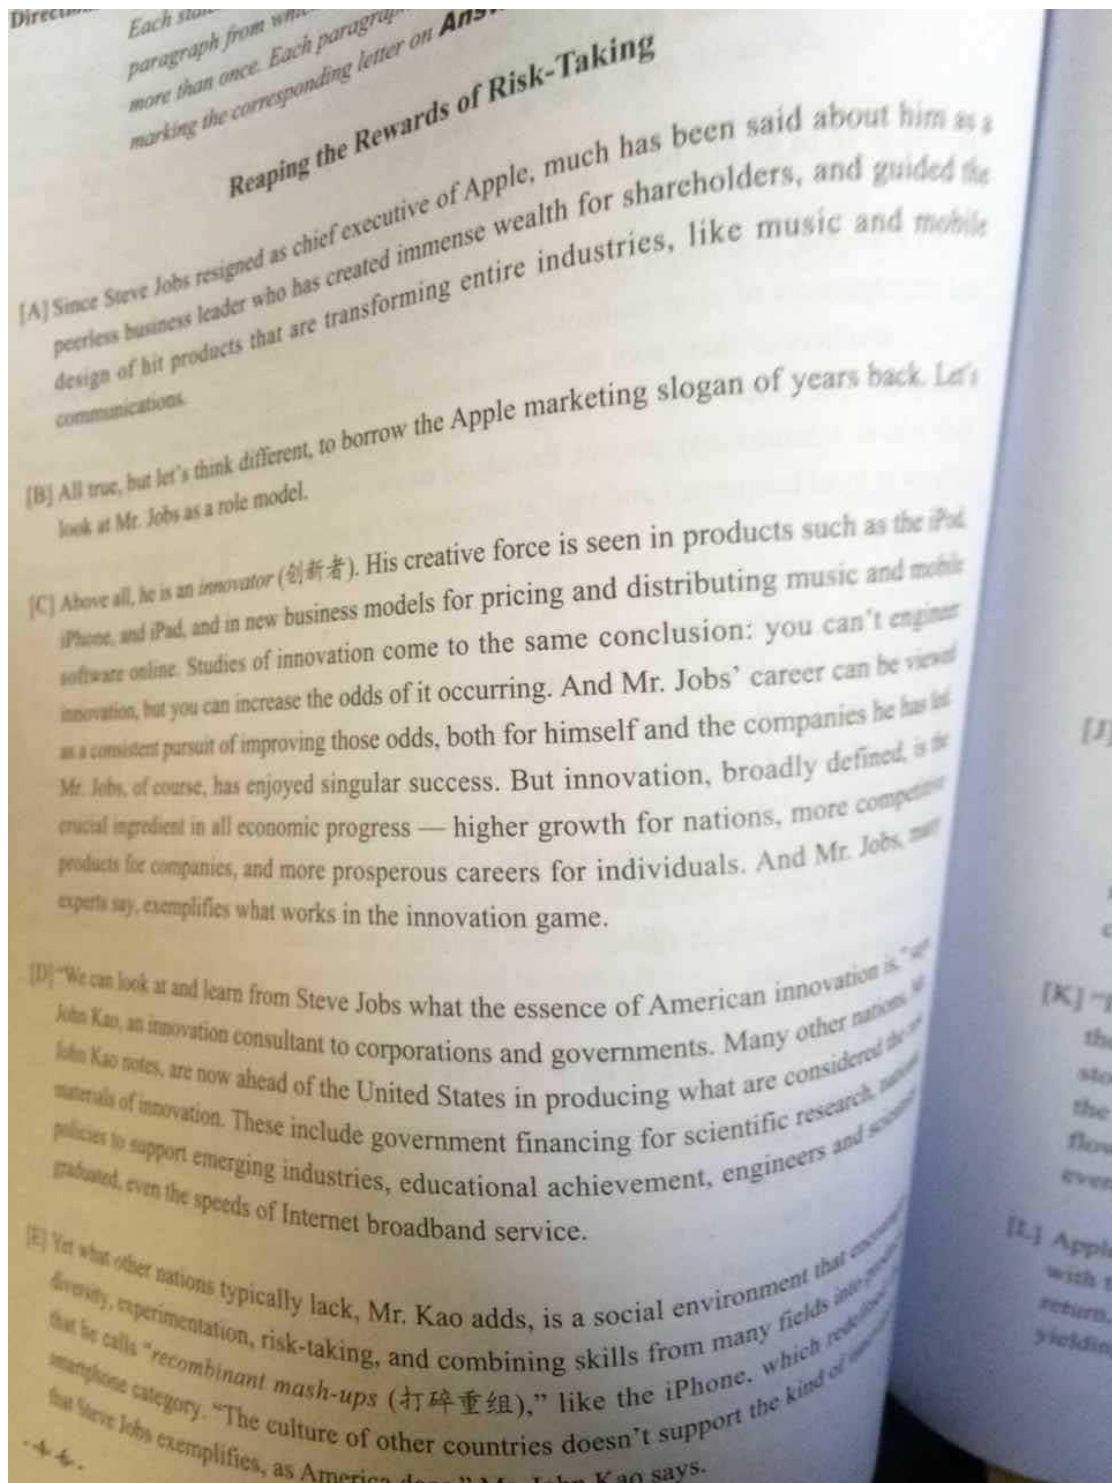 Each
paragraph from
more than once. Each paragraph
marking the corresponding letter on
Reaping the Rewards of Risk-Taking
[A] Since Steve Jobs resigned as chief executive of Apple, much has been said about him as a
peerless business leader who has created immense wealth for shareholders, and guided the
design of hit products that are transforming entire industries, like music and mobile
communications.
[B] All true, but let's think different, to borrow the Apple marketing slogan of years back. Let's
look at Mr. Jobs as a role model.
[C] Above all, he is an innovator (创新者). His creative force is seen in products such as the iPod,
iPhone, and iPad, and in new business models for pricing and distributing music and mobile
software online. Studies of innovation come to the same conclusion: you can't engineer
innovation, but you can increase the odds of it occurring. And Mr. Jobs' career can be viewed
as a consistent pursuit of improving those odds, both for himself and the companies he has led.
Mr. Jobs, of course, has enjoyed singular success. But innovation, broadly defined, is the
crucial ingredient in all economic progress — higher growth for nations, more competitive
products for companies, and more prosperous careers for individuals. And Mr. Jobs, many
experts say, exemplifies what works in the innovation game.
[D] "We can look at and learn from Steve Jobs what the essence of American innovation is,"
John Kao, an innovation consultant to corporations and governments. Many other nations,
John Kao notes, are now ahead of the United States in producing what are considered the raw
materials of innovation. These include government financing for scientific research, national
policies to support emerging industries, educational achievement, engineers and scientists
graduated, even the speeds of Internet broadband service.
[E] Yet what other nations typically lack, Mr. Kao adds, is a social environment that
diversity, experimentation, risk-taking, and combining skills from many fields into
that he calls "recombinant mash-ups (打碎重组)," like the iPhone, which redefined
smartphone category. "The culture of other countries doesn't support the kind of
that Steve Jobs exemplifies, as America Kao says.
[J]
[K]
the
the
even
[L] Apple
with
return.